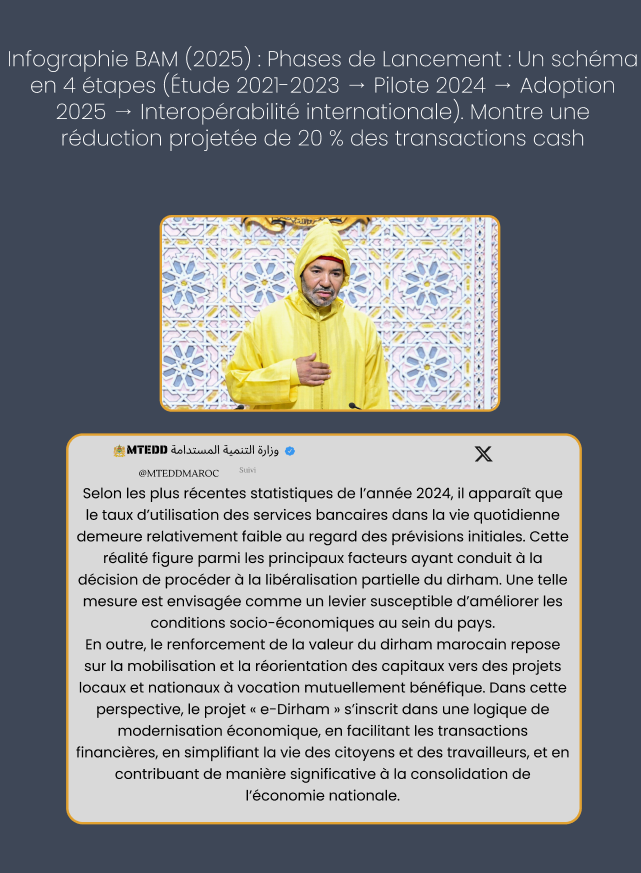 Infographie BAM (2025) : Phases de Lancement : Un schéma
en 4 étapes (Étude 2021-2023 → Pilote 2024 → Adoption
2025 → Interopérabilité internationale). Montre une
réduction projetée de 20 % des transactions cash
MTEDD وزارة التنمية المستدامة
@MTEDDMAROC Suivi
Selon les plus récentes statistiques de l’année 2024, il apparaît que
le taux d’utilisation des services bancaires dans la vie quotidienne
demeure relativement faible au regard des prévisions initiales. Cette
réalité figure parmi les principaux facteurs ayant conduit à la
décision de procéder à la libéralisation partielle du dirham. Une telle
mesure est envisagée comme un levier susceptible d’améliorer les
conditions socio-économiques au sein du pays.
En outre, le renforcement de la valeur du dirham marocain repose
sur la mobilisation et la réorientation des capitaux vers des projets
locaux et nationaux à vocation mutuellement bénéfique. Dans cette
perspective, le projet « e-Dirham » s’inscrit dans une logique de
modernisation économique, en facilitant les transactions
financières, en simplifiant la vie des citoyens et des travailleurs, et en
contribuant de manière significative à la consolidation de
l’économie nationale.